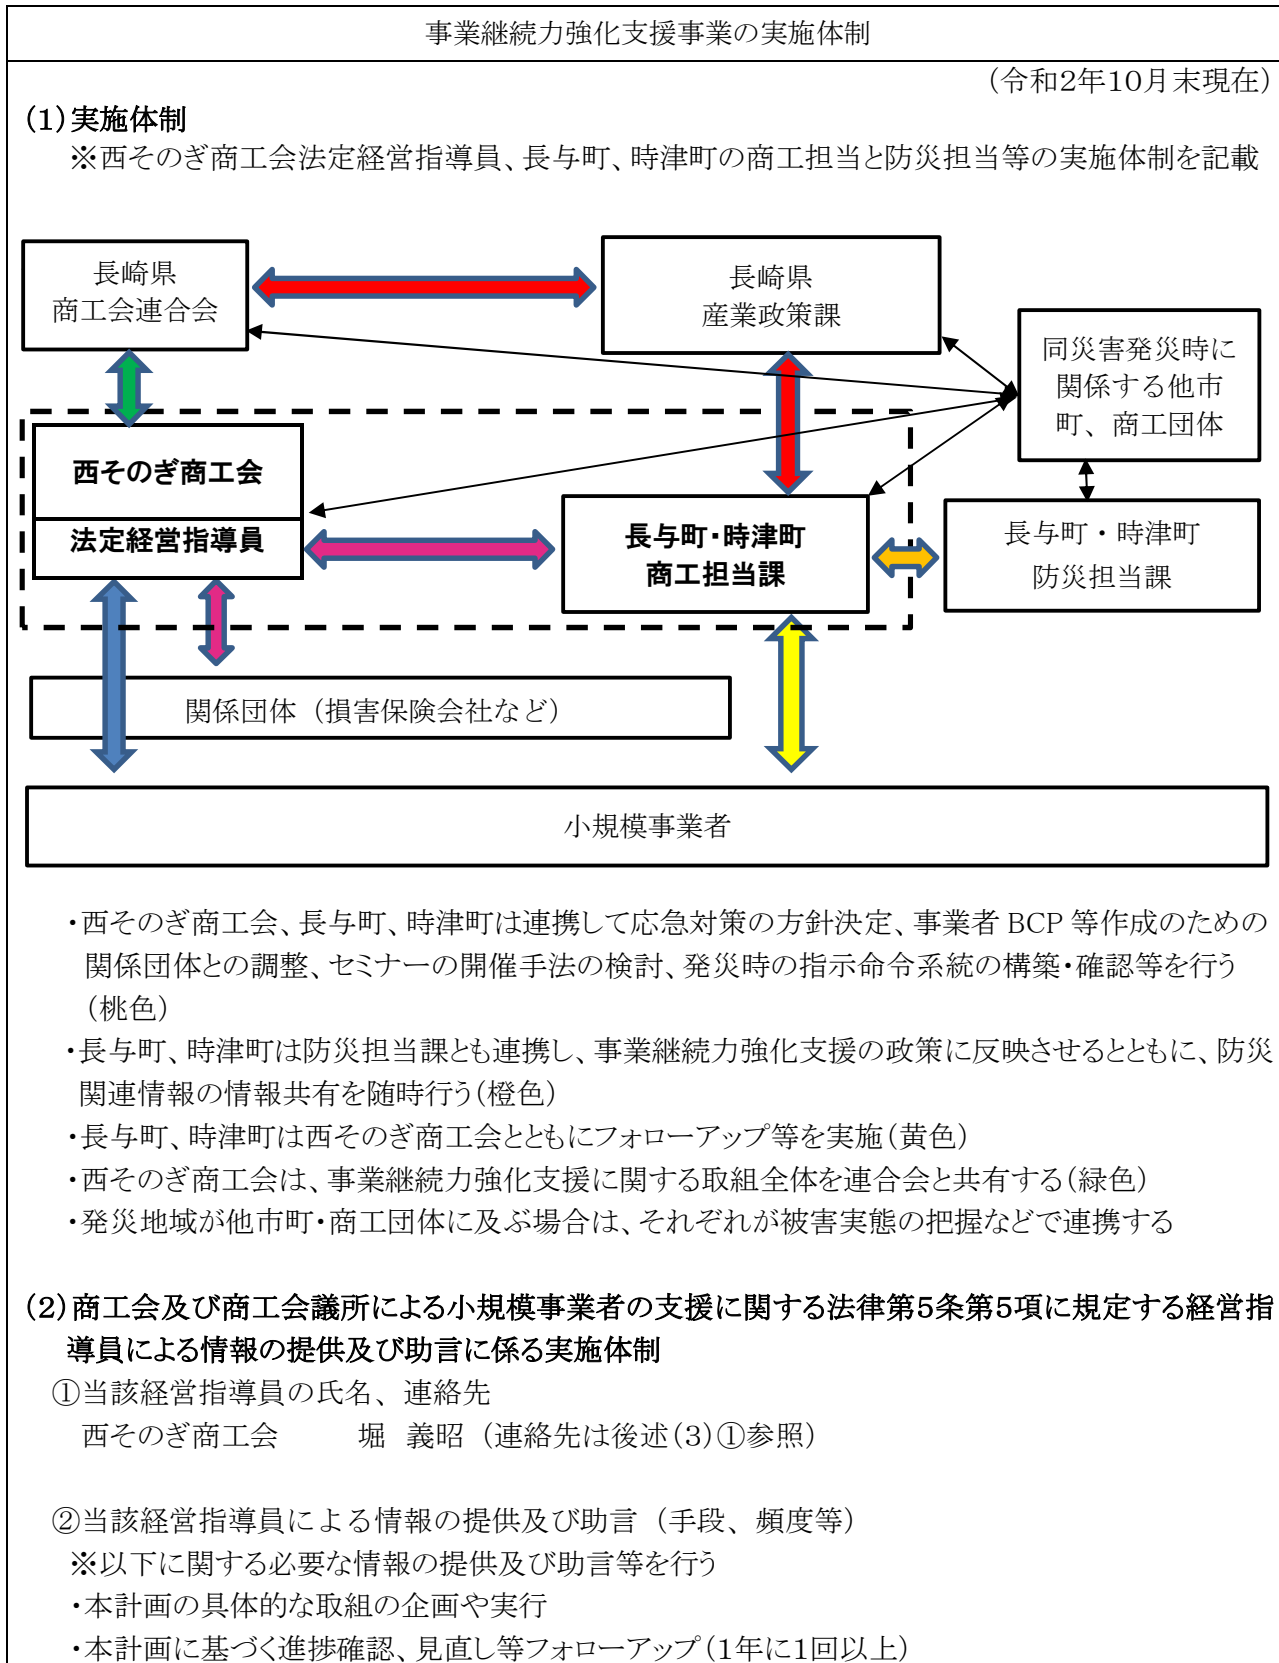 事業継続力強化支援事業の実施体制
（令和2年10月末現在）
（1）実施体制
※西そのぎ商工会法定経営指導員、長与町、時津町の商工担当と防災担当等の実施体制を記載
長崎県
商工会連合会
長崎県
産業政策課
同災害発災時に
関係する他市
町、商工団体
西そのぎ商工会
法定経営指導員
長与町・時津町
商工担当課
長与町・時津町
防災担当課
関係団体（損害保険会社など）
小規模事業者
・西そのぎ商工会、長与町、時津町は連携して応急対策の方針決定、事業者 BCP 等作成のための
関係団体との調整、セミナーの開催手法の検討、発災時の指示命令系統の構築・確認等を行う
（桃色）
・長与町、時津町は防災担当課とも連携し、事業継続力強化支援の政策に反映させるとともに、防災
関連情報の情報共有を随時行う（橙色）
・長与町、時津町は西そのぎ商工会とともにフォローアップ等を実施（黄色）
・西そのぎ商工会は、事業継続力強化支援に関する取組全体を連合会と共有する（緑色）
・発災地域が他市町・商工団体に及ぶ場合は、それぞれが被害実態の把握などで連携する
（2）商工会及び商工会議所による小規模事業者の支援に関する法律第5条第5項に規定する経営指
導員による情報の提供及び助言に係る実施体制
①当該経営指導員の氏名、連絡先
西そのぎ商工会　　　堀　義昭（連絡先は後述（3）①参照）
②当該経営指導員による情報の提供及び助言（手段、頻度等）
※以下に関する必要な情報の提供及び助言等を行う
・本計画の具体的な取組の企画や実行
・本計画に基づく進捗確認、見直し等フォローアップ（1年に1回以上）